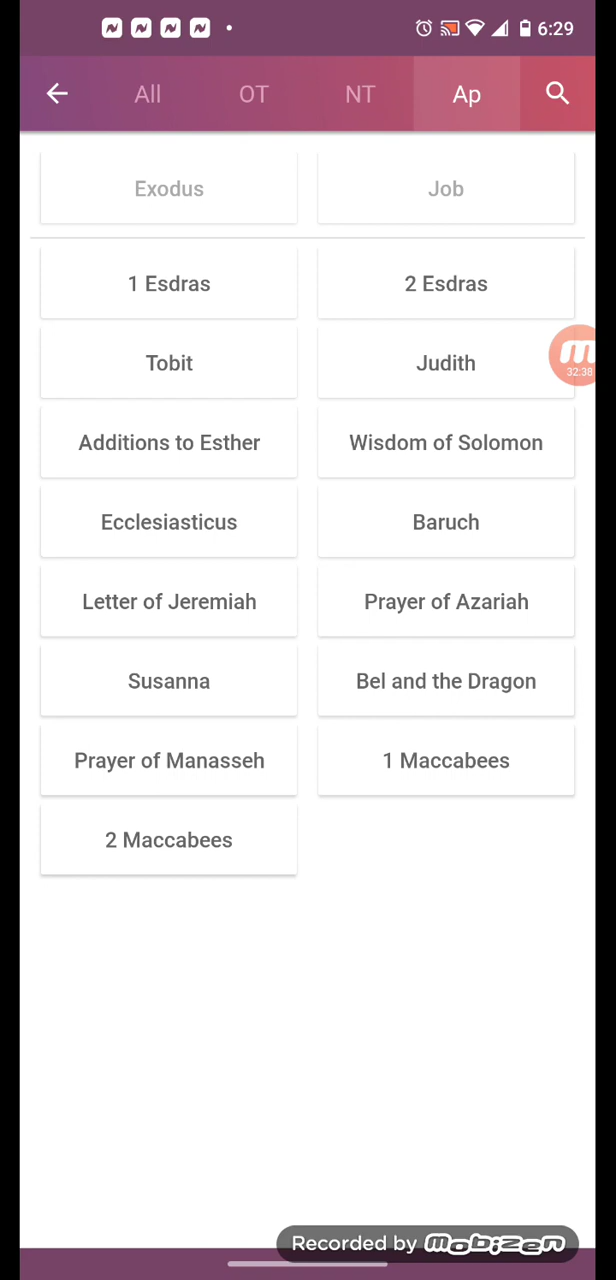 6:29
All OT NT Ap
Exodus Job
1 Esdras 2 Esdras
Tobit Judith
32:38
Additions to Esther Wisdom of Solomon
Ecclesiasticus Baruch
Letter of Jeremiah Prayer of Azariah
Susanna Bel and the Dragon
Prayer of Manasseh 1 Maccabees
2 Maccabees
Recorded by mobizen